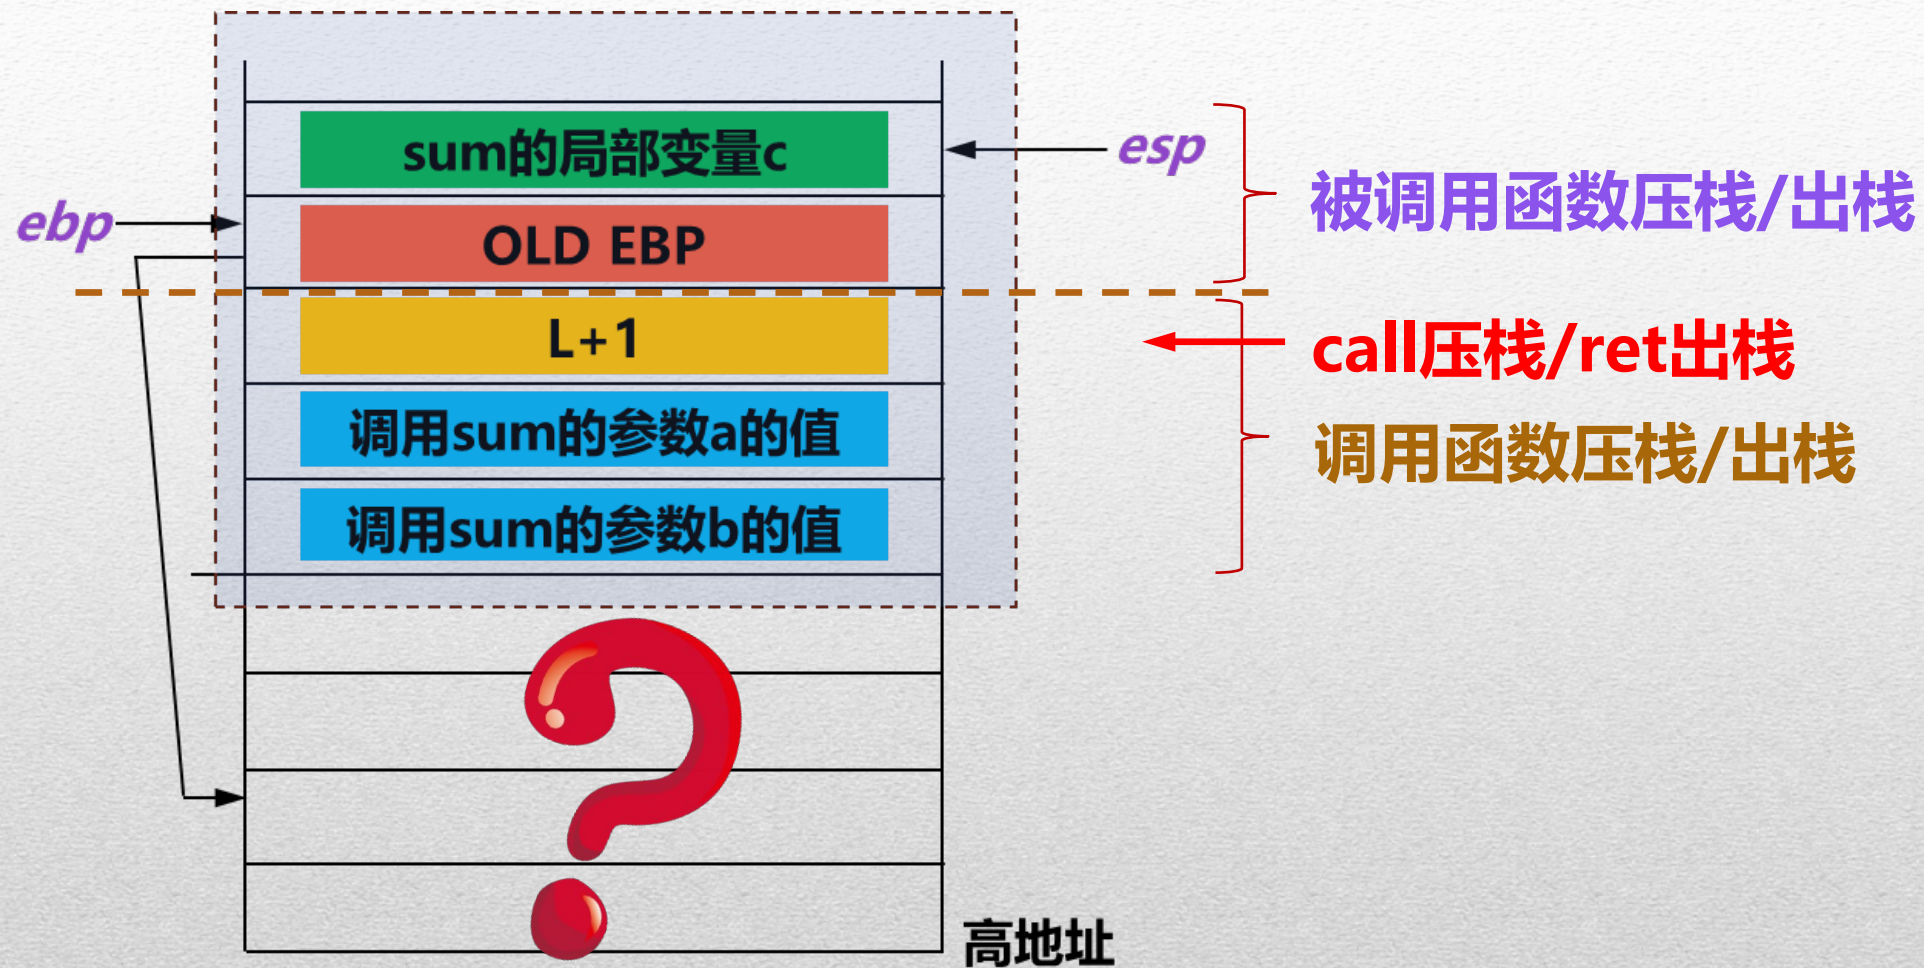 sum的局部变量c
esp
被调用函数压栈/出栈
ebp
OLD EBP
L+1
call压栈/ret出栈
调用sum的参数a的值
调用函数压栈/出栈
调用sum的参数b的值
高地址